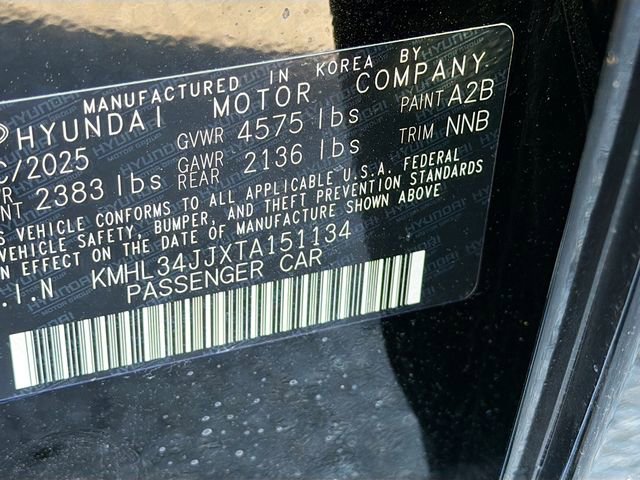 MANUFACTURED IN KOREA BY
HYUNDAI MOTOR COMPANY
C/2025 GVWR 4575 lbs PAINT A2B
2383 lbs GAWR REAR 2136 lbs TRIM NNB
VEHICLE CONFORMS TO ALL APPLICABLE U.S.A. FEDERAL
VEHICLE SAFETY, BUMPER, AND THEFT PREVENTION STANDARDS
IN EFFECT ON THE DATE OF MANUFACTURE SHOWN ABOVE
.I.N KMHL34JJXTA151134
PASSENGER CAR